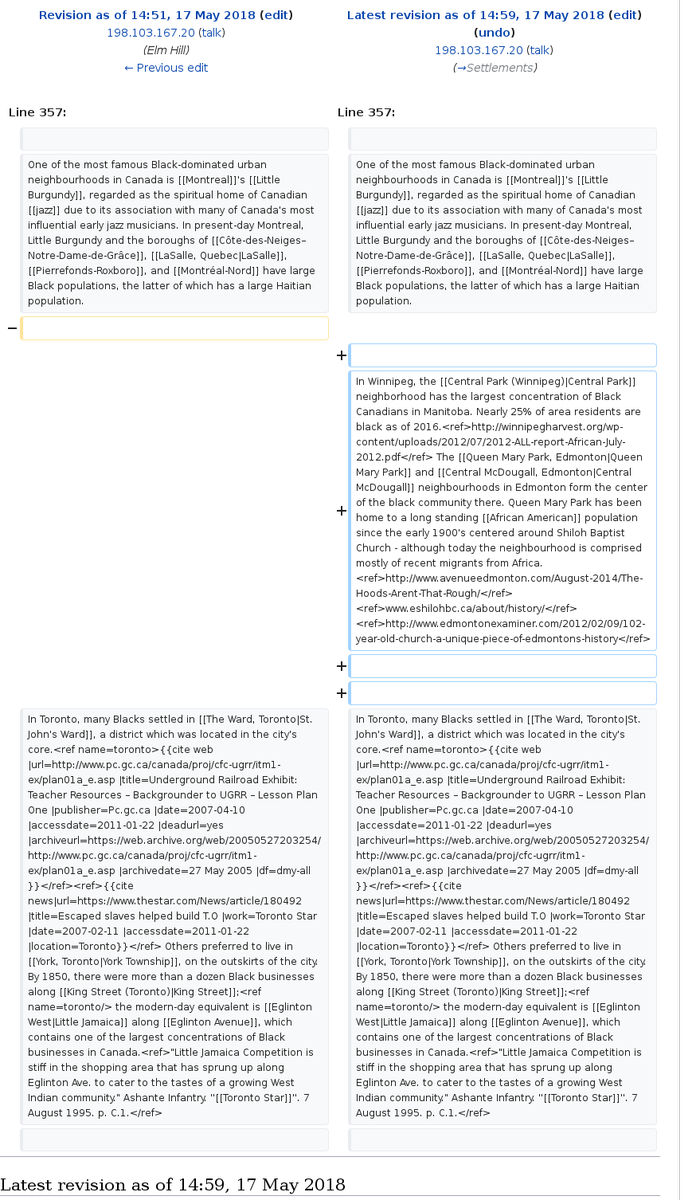 Revision as of 14:51, 17 May 2018 (edit)
198.103.167.20 (talk)
(Elm Hill)
← Previous edit
Latest revision as of 14:59, 17 May 2018 (edit)
(undo)
198.103.167.20 (talk)
(→Settlements)
Line 357:
Line 357:
One of the most famous Black-dominated urban
neighbourhoods in Canada is [[Montreal]]'s [[Little
Burgundy]], regarded as the spiritual home of Canadian
[[jazz]] due to its association with many of Canada's most
influential early jazz musicians. In present-day Montreal,
Little Burgundy and the boroughs of [[Côte-des-Neiges–
Notre-Dame-de-Grâce]], [[LaSalle, Quebec|LaSalle]],
[[Pierrefonds-Roxboro]], and [[Montréal-Nord]] have large
Black populations, the latter of which has a large Haitian
population.
One of the most famous Black-dominated urban
neighbourhoods in Canada is [[Montreal]]'s [[Little
Burgundy]], regarded as the spiritual home of Canadian
[[jazz]] due to its association with many of Canada's most
influential early jazz musicians. In present-day Montreal,
Little Burgundy and the boroughs of [[Côte-des-Neiges–
Notre-Dame-de-Grâce]], [[LaSalle, Quebec|LaSalle]],
[[Pierrefonds-Roxboro]], and [[Montréal-Nord]] have large
Black populations, the latter of which has a large Haitian
population.
−
+
+
In Winnipeg, the [[Central Park (Winnipeg)|Central Park]]
neighborhood has the largest concentration of Black
Canadians in Manitoba. Nearly 25% of area residents are
black as of 2016.<ref>http://winnipegharvest.org/wp-
content/uploads/2012/07/2012-ALL-report-African-July-
2012.pdf</ref> The [[Queen Mary Park, Edmonton|Queen
Mary Park]] and [[Central McDougall, Edmonton|Central
McDougall]] neighbourhoods in Edmonton form the center
of the black community there. Queen Mary Park has been
home to a long standing [[African American]] population
since the early 1900's centered around Shiloh Baptist
Church - although today the neighbourhood is comprised
mostly of recent migrants from Africa.
<ref>http://www.avenueedmonton.com/August-2014/The-
Hoods-Arent-That-Rough/</ref>
<ref>www.eshilohbc.ca/about/history/</ref>
<ref>http://www.edmontonexaminer.com/2012/02/09/102-
year-old-church-a-unique-piece-of-edmontons-history</ref>
+
+
In Toronto, many Blacks settled in [[The Ward, Toronto|St.
John's Ward]], a district which was located in the city's
core.<ref name=toronto>{{cite web
|url=http://www.pc.gc.ca/canada/proj/cfc-ugrr/itm1-
ex/plan01a_e.asp |title=Underground Railroad Exhibit:
Teacher Resources – Backgrounder to UGRR – Lesson Plan
One |publisher=Pc.gc.ca |date=2007-04-10
|accessdate=2011-01-22 |deadurl=yes
|archiveurl=https://web.archive.org/web/20050527203254/
http://www.pc.gc.ca/canada/proj/cfc-ugrr/itm1-
ex/plan01a_e.asp |archivedate=27 May 2005 |df=dmy-all
}}</ref><ref>{{cite
news|url=https://www.thestar.com/News/article/180492
|title=Escaped slaves helped build T.O |work=Toronto Star
|date=2007-02-11 |accessdate=2011-01-22
|location=Toronto}}</ref> Others preferred to live in
[[York, Toronto|York Township]], on the outskirts of the city.
By 1850, there were more than a dozen Black businesses
along [[King Street (Toronto)|King Street]];<ref
name=toronto/> the modern-day equivalent is [[Eglinton
West|Little Jamaica]] along [[Eglinton Avenue]], which
contains one of the largest concentrations of Black
businesses in Canada.<ref>"Little Jamaica Competition is
stiff in the shopping area that has sprung up along
Eglinton Ave. to cater to the tastes of a growing West
Indian community." Ashante Infantry. ''[[Toronto Star]]''. 7
August 1995. p. C.1.</ref>
In Toronto, many Blacks settled in [[The Ward, Toronto|St.
John's Ward]], a district which was located in the city's
core.<ref name=toronto>{{cite web
|url=http://www.pc.gc.ca/canada/proj/cfc-ugrr/itm1-
ex/plan01a_e.asp |title=Underground Railroad Exhibit:
Teacher Resources – Backgrounder to UGRR – Lesson Plan
One |publisher=Pc.gc.ca |date=2007-04-10
|accessdate=2011-01-22 |deadurl=yes
|archiveurl=https://web.archive.org/web/20050527203254/
http://www.pc.gc.ca/canada/proj/cfc-ugrr/itm1-
ex/plan01a_e.asp |archivedate=27 May 2005 |df=dmy-all
}}</ref><ref>{{cite
news|url=https://www.thestar.com/News/article/180492
|title=Escaped slaves helped build T.O |work=Toronto Star
|date=2007-02-11 |accessdate=2011-01-22
|location=Toronto}}</ref> Others preferred to live in
[[York, Toronto|York Township]], on the outskirts of the city.
By 1850, there were more than a dozen Black businesses
along [[King Street (Toronto)|King Street]];<ref
name=toronto/> the modern-day equivalent is [[Eglinton
West|Little Jamaica]] along [[Eglinton Avenue]], which
contains one of the largest concentrations of Black
businesses in Canada.<ref>"Little Jamaica Competition is
stiff in the shopping area that has sprung up along
Eglinton Ave. to cater to the tastes of a growing West
Indian community." Ashante Infantry. ''[[Toronto Star]]''. 7
August 1995. p. C.1.</ref>
Latest revision as of 14:59, 17 May 2018